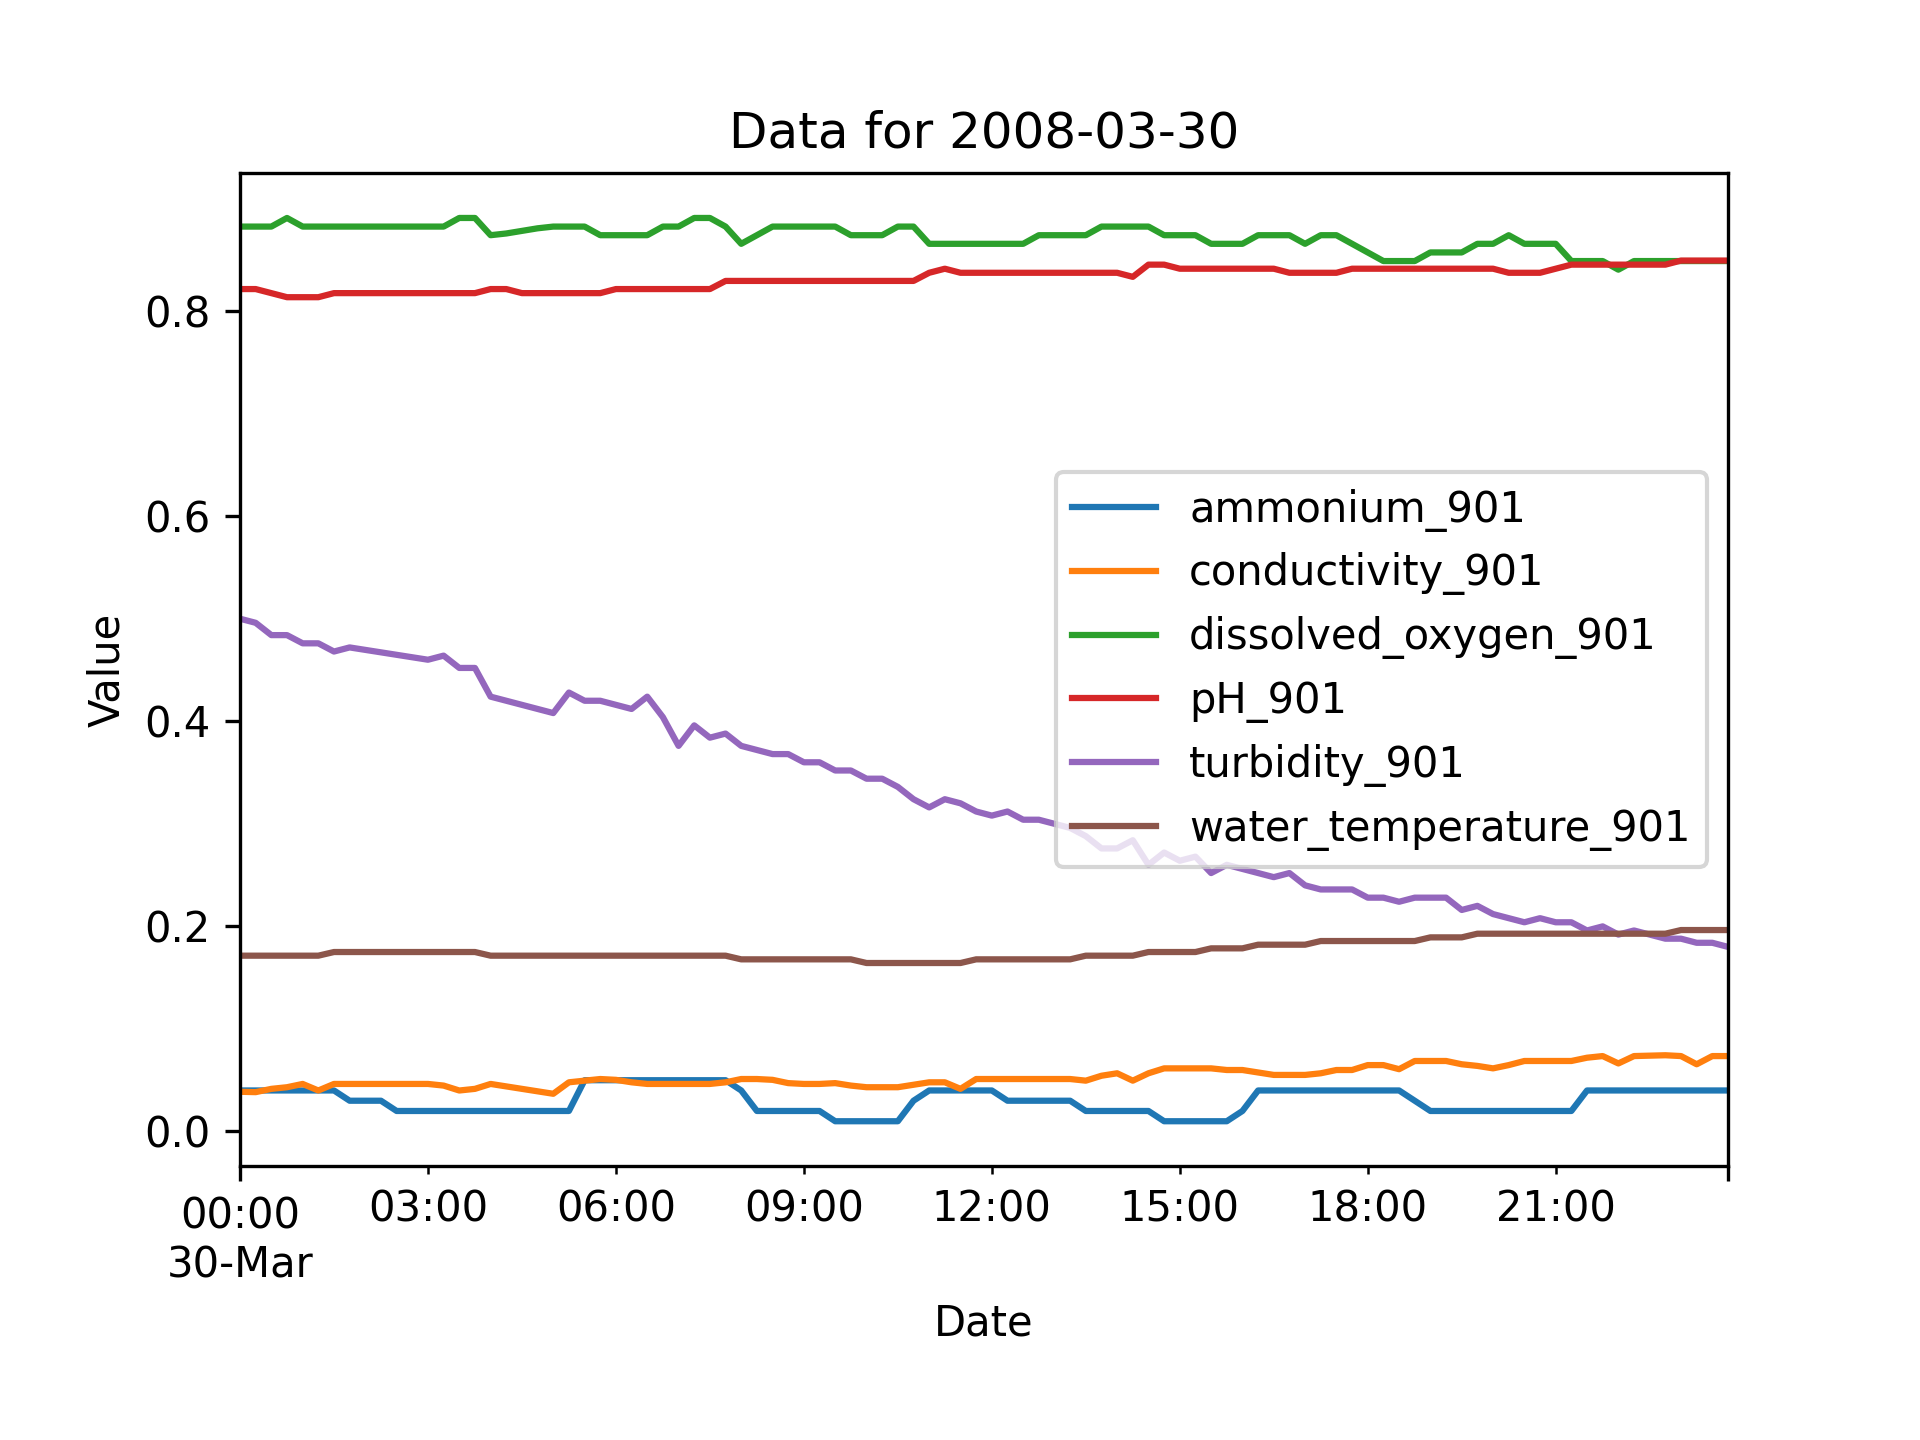 Data for 2008-03-30
Value
0.8
0.6
0.4
0.2
0.0
ammonium_901
conductivity_901
dissolved_oxygen_901
pH_901
turbidity_901
water_temperature_901
00:00 03:00 06:00 09:00 12:00 15:00 18:00 21:00
30-Mar
Date